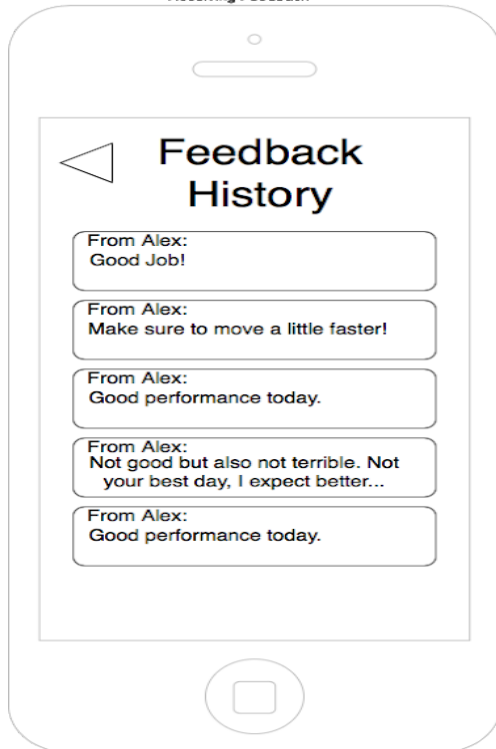 Feedback
History
From Alex:
Good Job!
From Alex:
Make sure to move a little faster!
From Alex:
Good performance today.
From Alex:
Not good but also not terrible. Not
your best day, I expect better...
From Alex:
Good performance today.